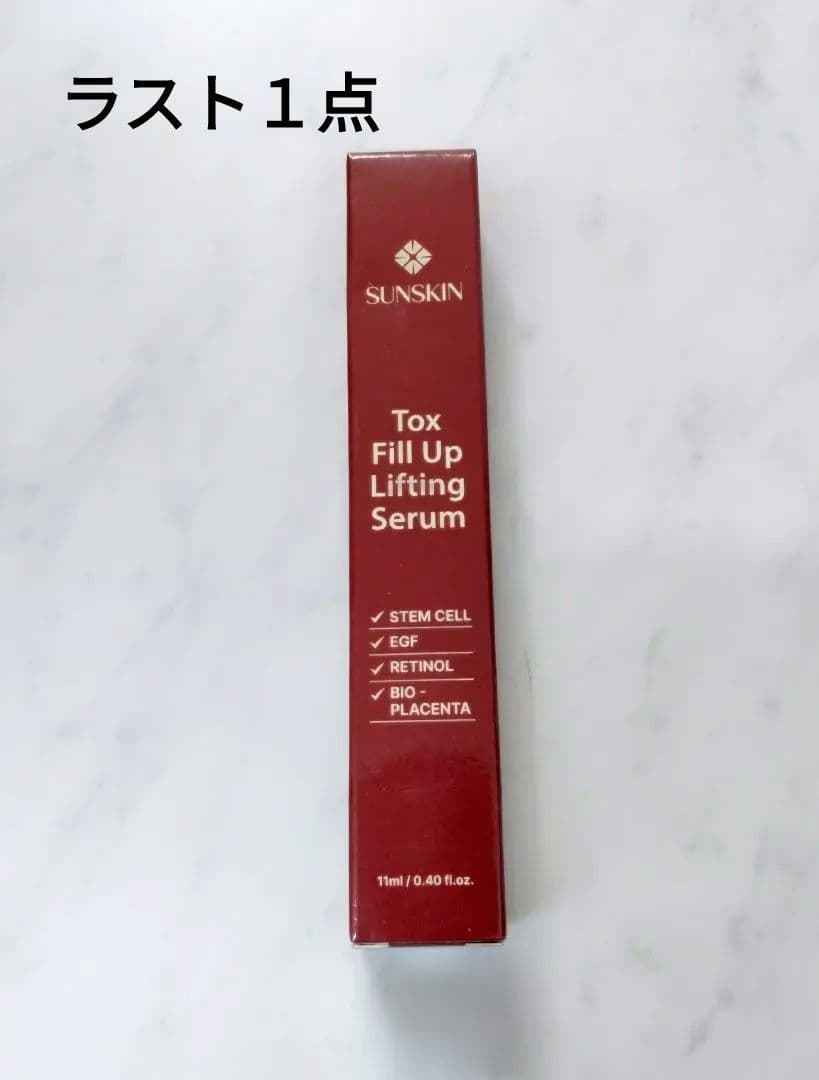 ラスト１点
SUNSKIN
Tox
Fill Up
Lifting
Serum
✓ STEM CELL
✓ EGF
✓ RETINOL
✓ BIO -
PLACENTA
11ml / 0.40 fl.oz.